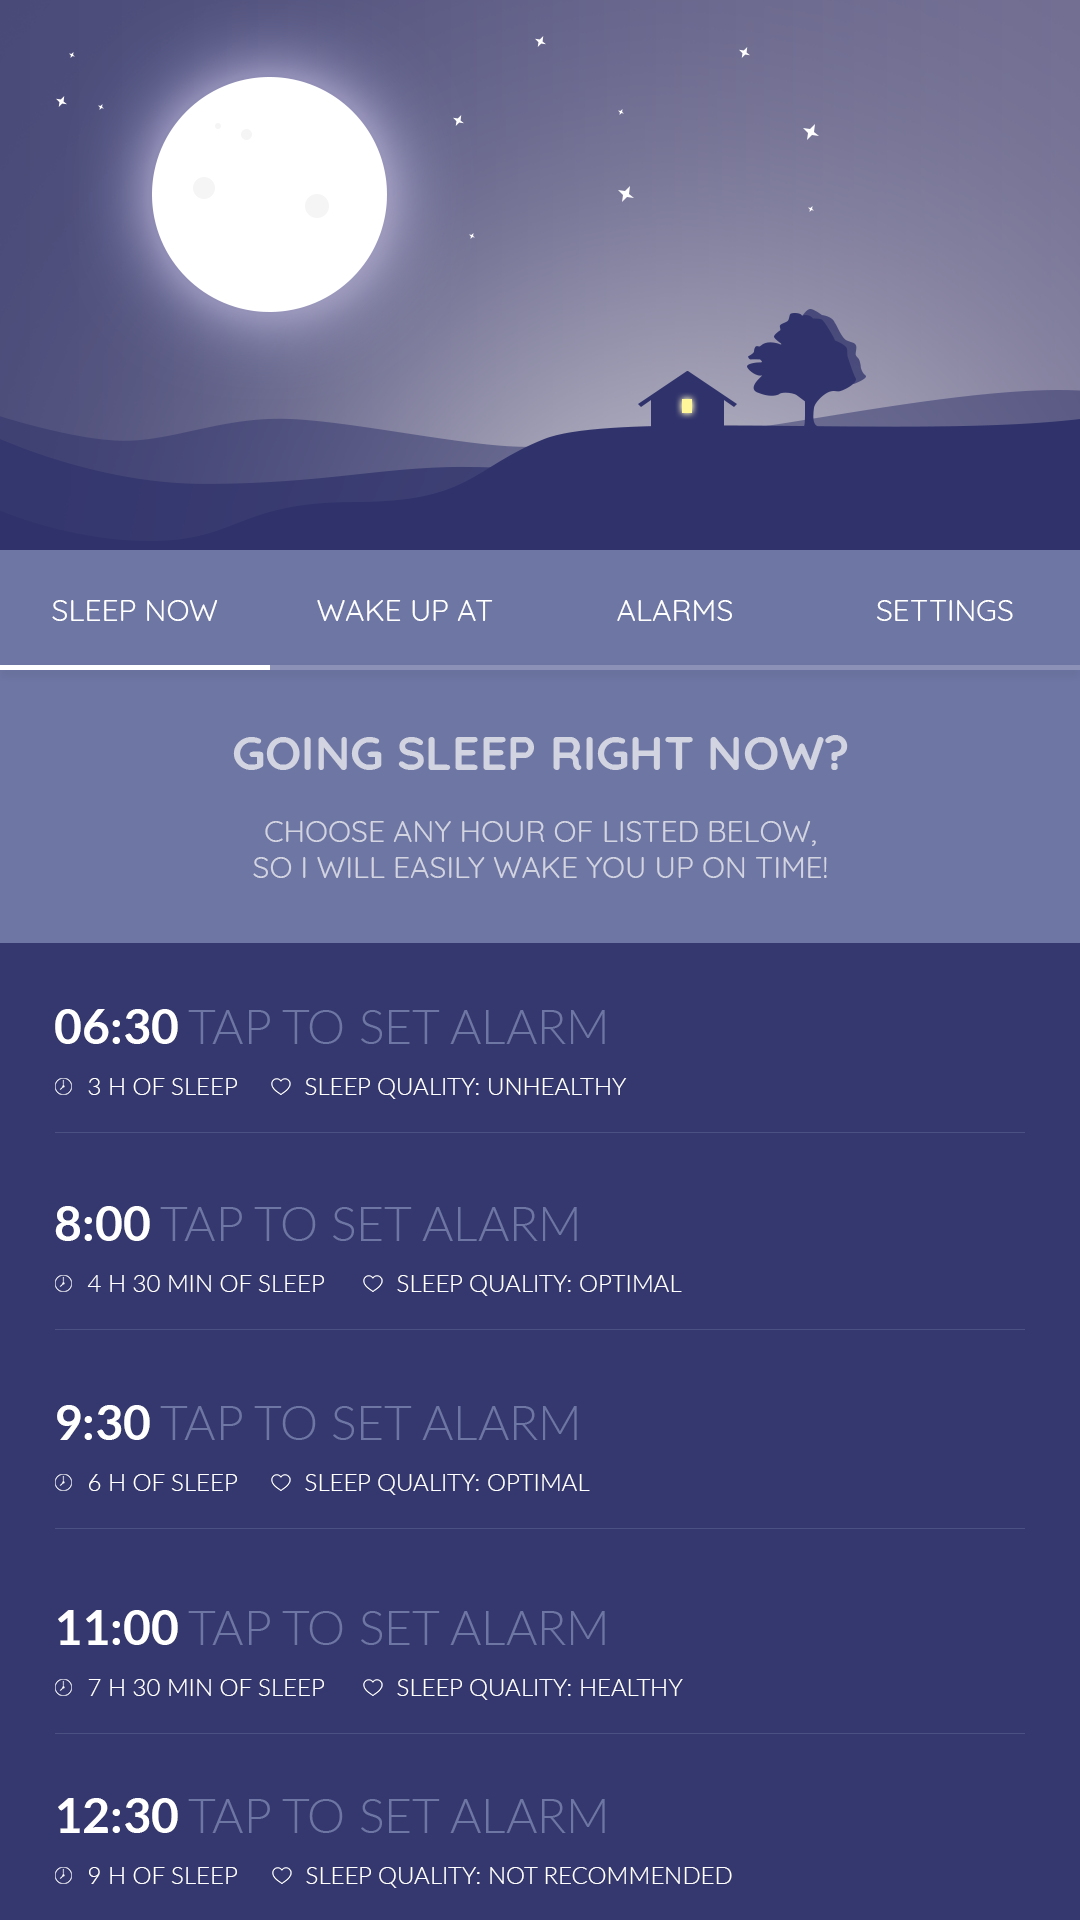 SLEEP NOW WAKE UP AT ALARMS SETTINGS
GOING SLEEP RIGHT NOW?
CHOOSE ANY HOUR OF LISTED BELOW,
SO I WILL EASILY WAKE YOU UP ON TIME!
06:30 TAP TO SET ALARM
3 H OF SLEEP SLEEP QUALITY: UNHEALTHY
8:00 TAP TO SET ALARM
4 H 30 MIN OF SLEEP SLEEP QUALITY: OPTIMAL
9:30 TAP TO SET ALARM
6 H OF SLEEP SLEEP QUALITY: OPTIMAL
11:00 TAP TO SET ALARM
7 H 30 MIN OF SLEEP SLEEP QUALITY: HEALTHY
12:30 TAP TO SET ALARM
9 H OF SLEEP SLEEP QUALITY: NOT RECOMMENDED